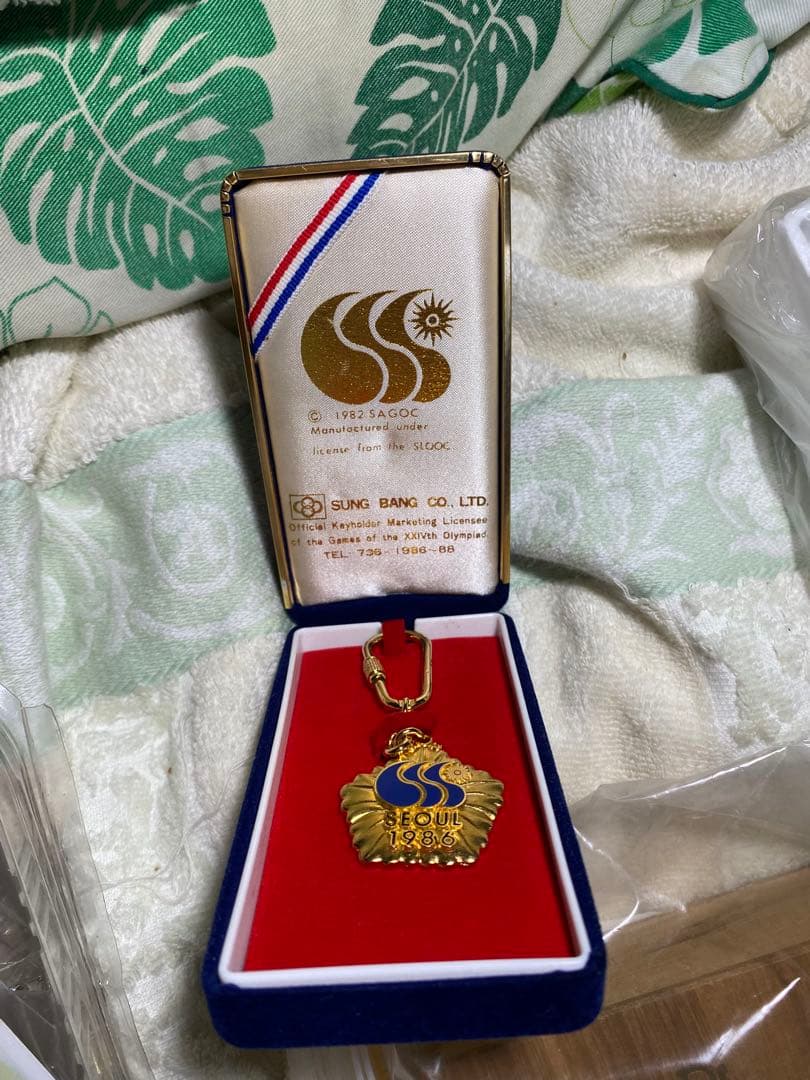 © 1982 SAGOC
Manufactured under
license from the SLOOC
SUNG BANG CO., LTD.
Official Keyholder Marketing Licensee
of the Games of the XXIVth Olympiad
TEL 736-1986~88
SEOUL
1986